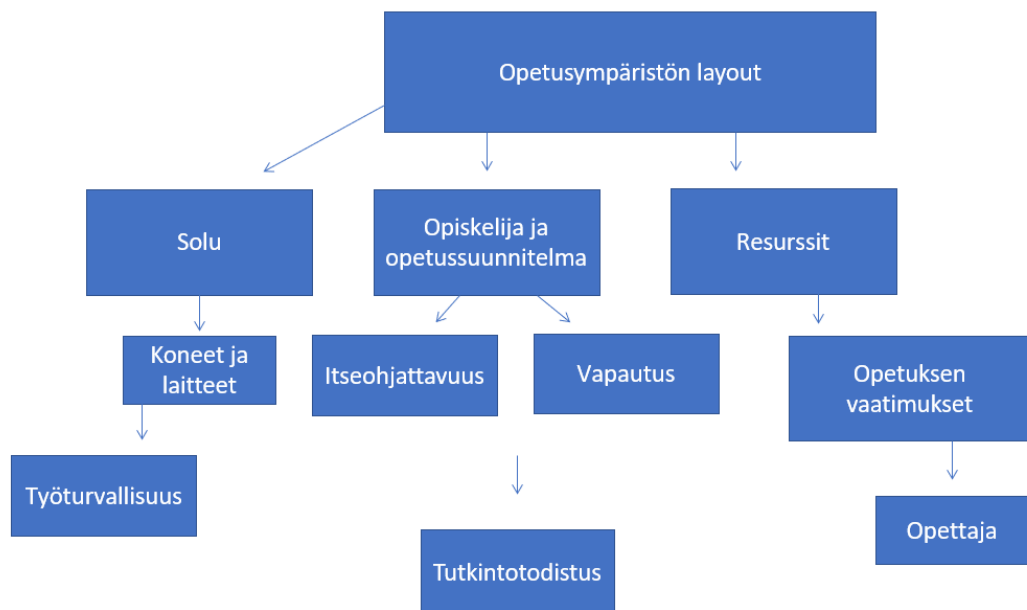 Opetusympäristön layout
Solu
Opiskelija ja
opetussuunnitelma
Resurssit
Koneet ja
laitteet
Itseohjattavuus
Vapautus
Opetuksen
vaatimukset
Työturvallisuus
Opettaja
Tutkintotodistus